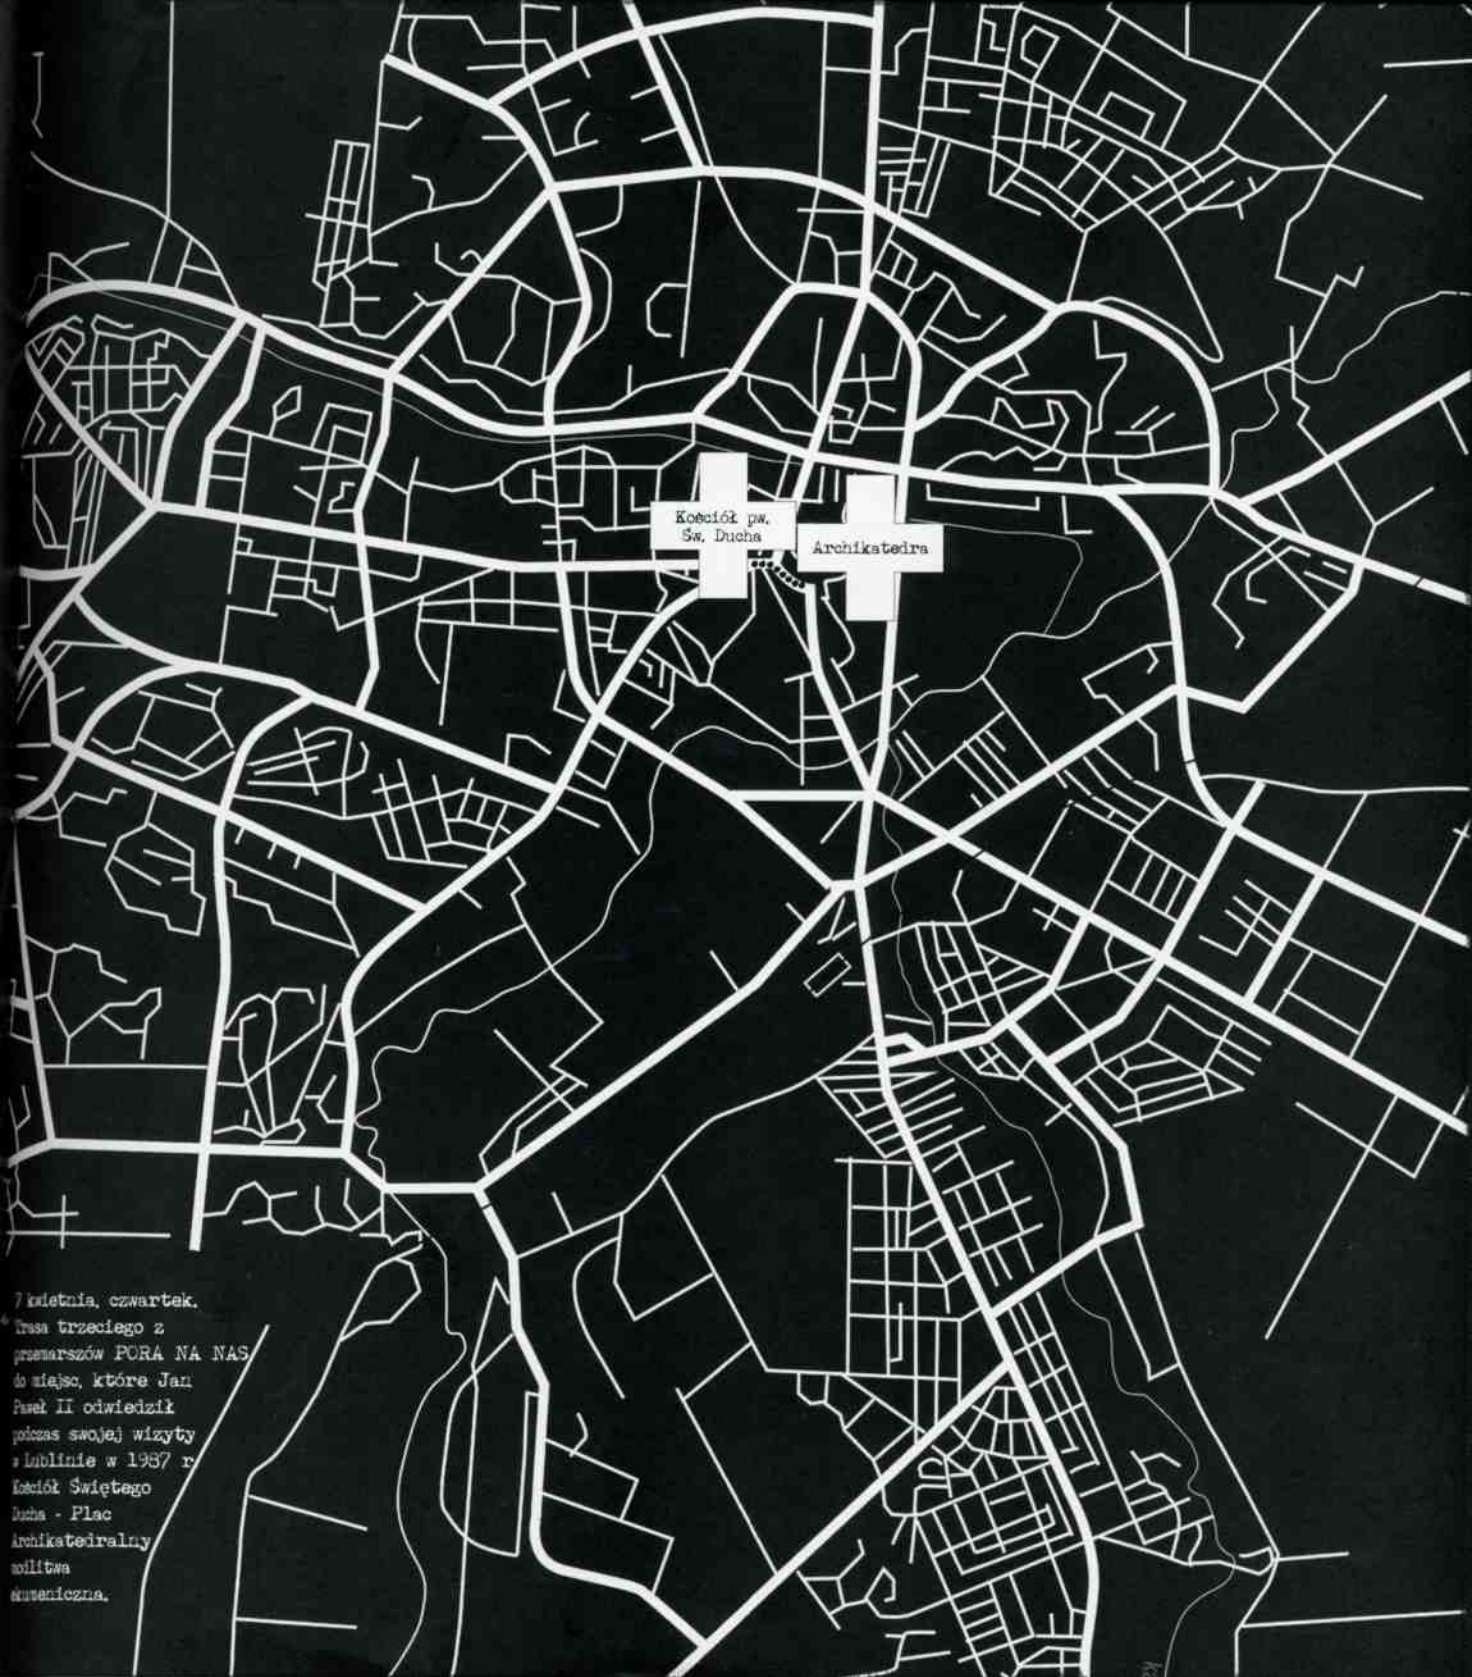 Kościół pw.
Św. Ducha
Archikatedra
7 kwietnia, czwartek.
Trasa trzeciego z
przemarszów PORA NA NAS
do miejsc, które Jan
Paweł II odwiedził
podczas swojej wizyty
w Lublinie w 1987 r
Kościół Świętego
Ducha - Plac
Archikatedralny
modlitwa
ekumeniczna.